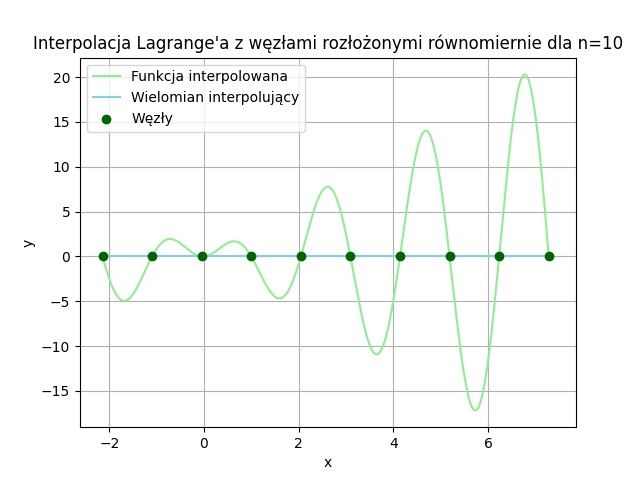 Interpolacja Lagrange'a z węzłami rozłożonymi równomiernie dla n=10
Funkcja interpolowana
Wielomian interpolujący
Węzły
20
15
10
5
0
−5
−10
−15
y
−2
0
2
4
6
x